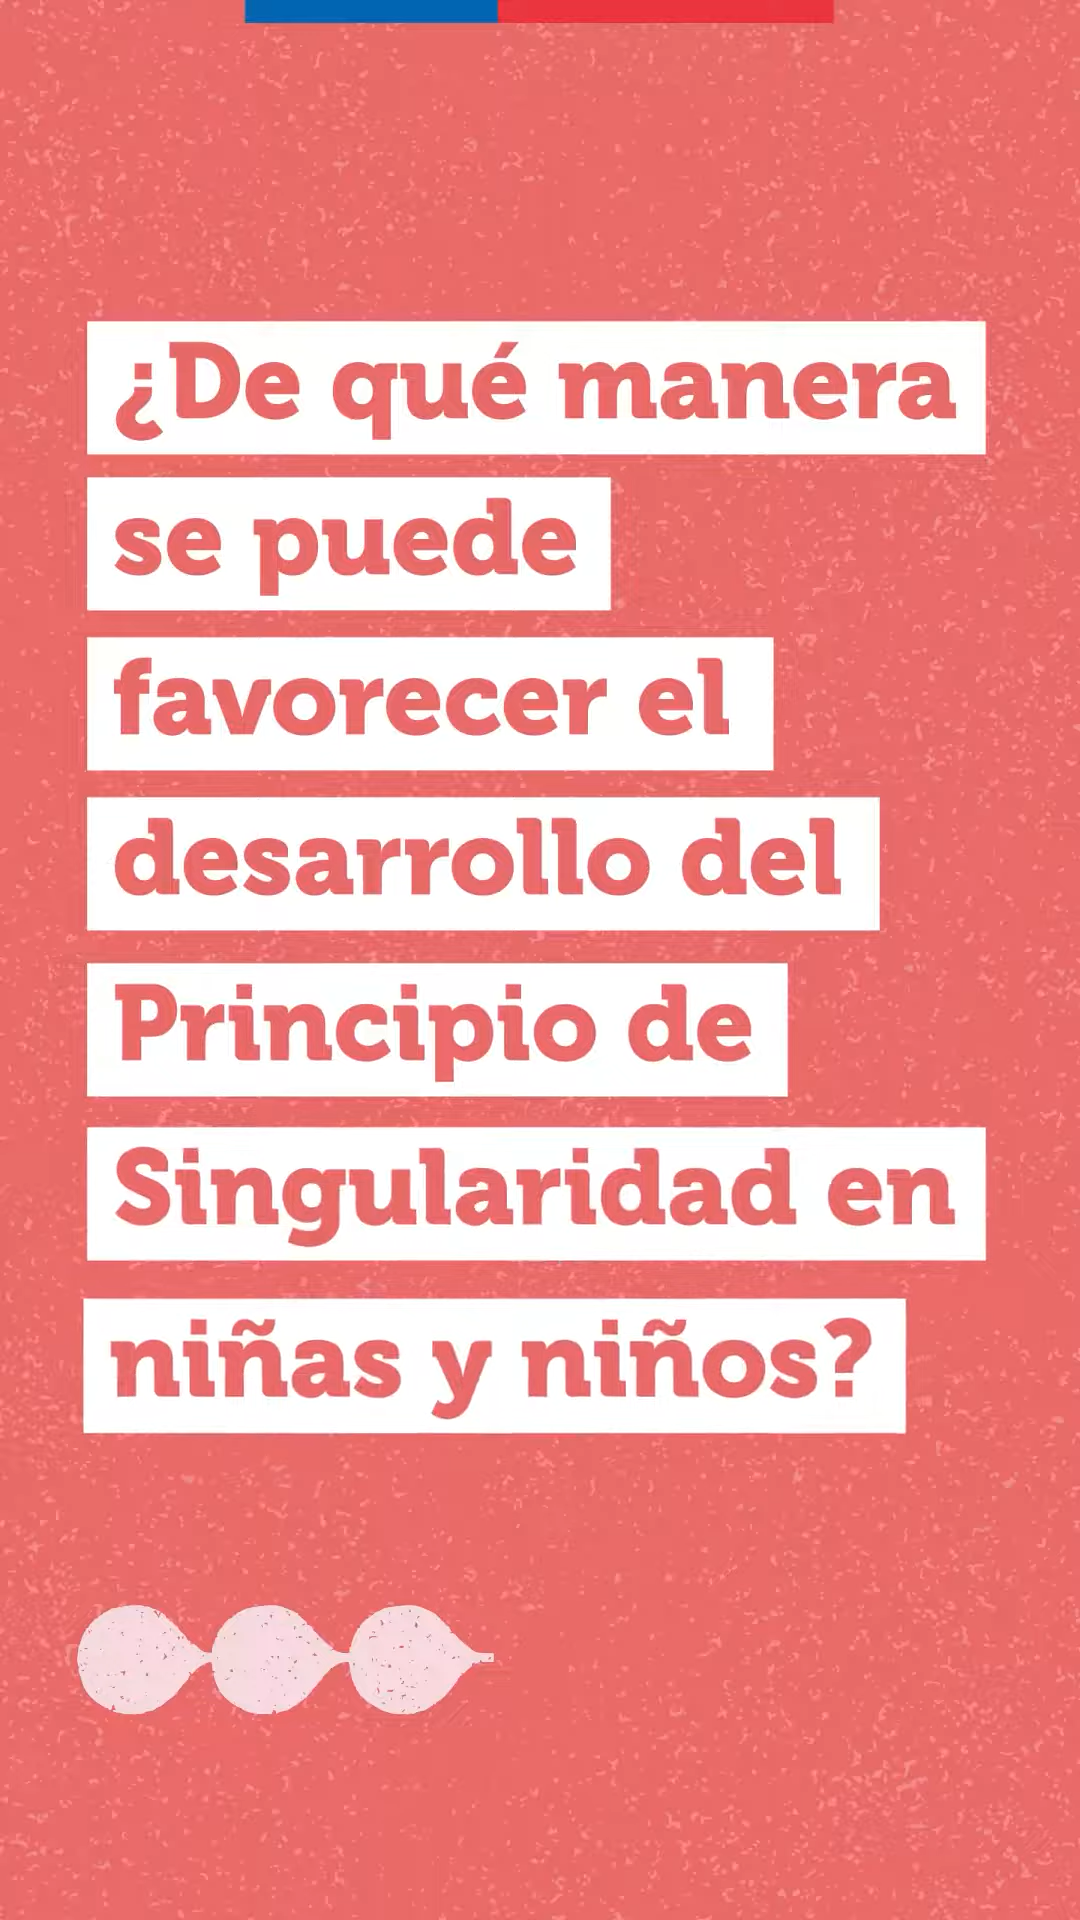 ¿De qué manera
se puede
favorecer el
desarrollo del
Principio de
Singularidad en
niñas y niños?